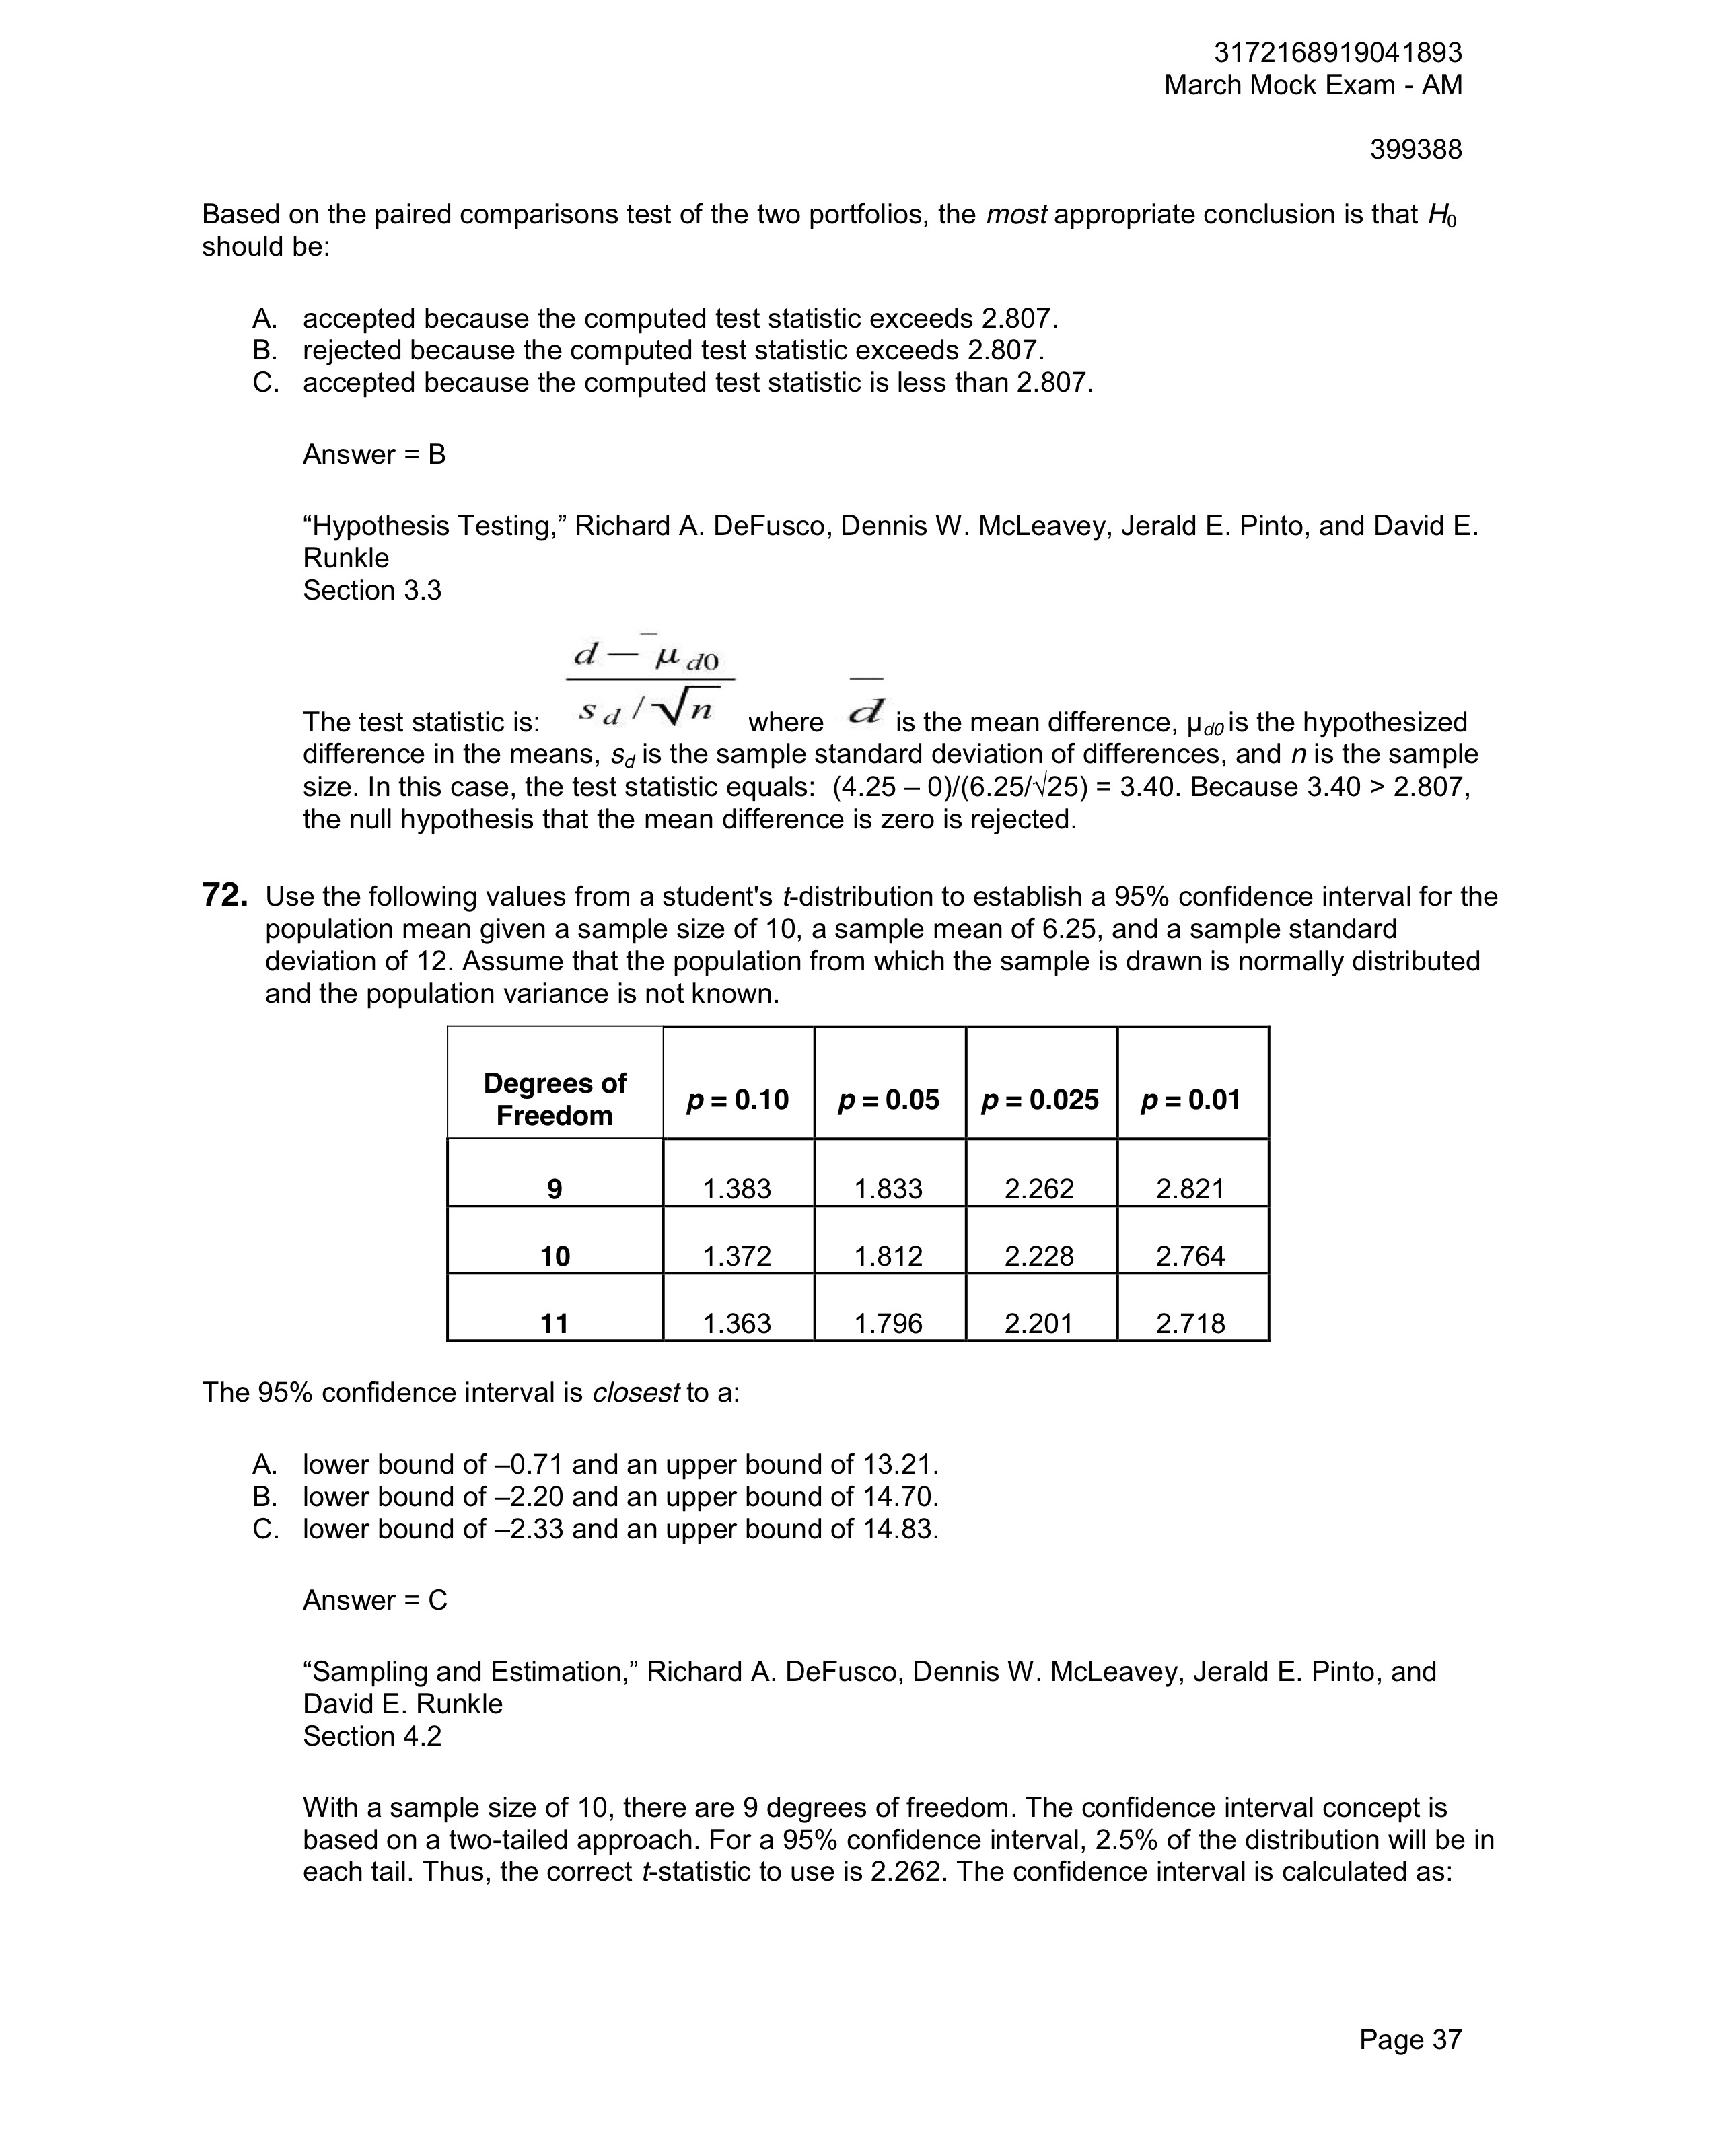 3172168919041893
March Mock Exam - AM
399388
Based on the paired comparisons test of the two portfolios, the most appropriate conclusion is that H0
should be:
A. accepted because the computed test statistic exceeds 2.807.
B. rejected because the computed test statistic exceeds 2.807.
C. accepted because the computed test statistic is less than 2.807.
Answer = B
“Hypothesis Testing,” Richard A. DeFusco, Dennis W. McLeavey, Jerald E. Pinto, and David E.
Runkle
Section 3.3
d — ¯ μ d0
s d / √n
The test statistic is: where d̄ is the mean difference, μd0 is the hypothesized
difference in the means, sd is the sample standard deviation of differences, and n is the sample
size. In this case, the test statistic equals: (4.25 – 0)/(6.25/√25) = 3.40. Because 3.40 > 2.807,
the null hypothesis that the mean difference is zero is rejected.
72. Use the following values from a student's t-distribution to establish a 95% confidence interval for the
population mean given a sample size of 10, a sample mean of 6.25, and a sample standard
deviation of 12. Assume that the population from which the sample is drawn is normally distributed
and the population variance is not known.
Degrees of
Freedom p = 0.10 p = 0.05 p = 0.025 p = 0.01
9 1.383 1.833 2.262 2.821
10 1.372 1.812 2.228 2.764
11 1.363 1.796 2.201 2.718
The 95% confidence interval is closest to a:
A. lower bound of –0.71 and an upper bound of 13.21.
B. lower bound of –2.20 and an upper bound of 14.70.
C. lower bound of –2.33 and an upper bound of 14.83.
Answer = C
“Sampling and Estimation,” Richard A. DeFusco, Dennis W. McLeavey, Jerald E. Pinto, and
David E. Runkle
Section 4.2
With a sample size of 10, there are 9 degrees of freedom. The confidence interval concept is
based on a two-tailed approach. For a 95% confidence interval, 2.5% of the distribution will be in
each tail. Thus, the correct t-statistic to use is 2.262. The confidence interval is calculated as:
Page 37